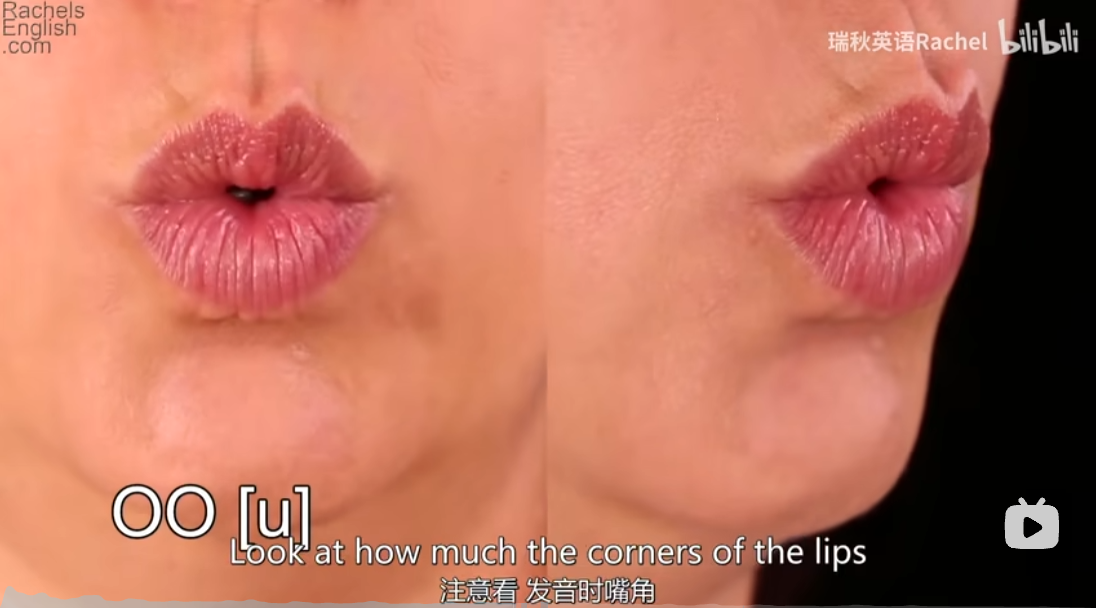 Rachels
English
.com
瑞秋英语Rachel bilibili
OO [u]
Look at how much the corners of the lips
注意看 发音时嘴角